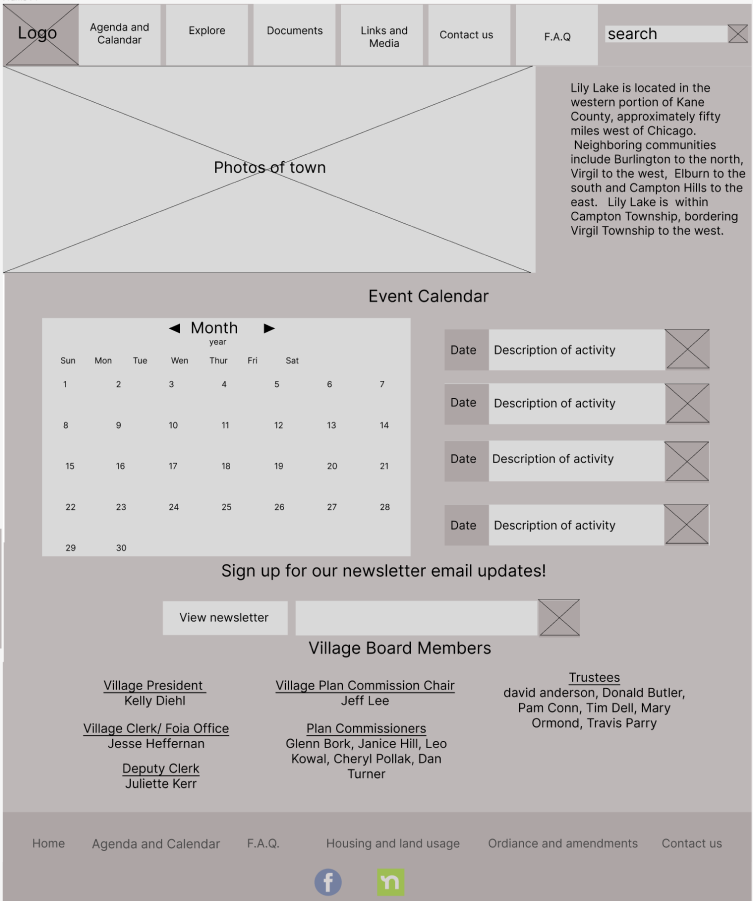 Logo
Agenda and
Calandar
Explore
Documents
Links and
Media
Contact us
F.A.Q
search
Photos of town
Lily Lake is located in the
western portion of Kane
County, approximately fifty
miles west of Chicago.
Neighboring communities
include Burlington to the north,
Virgil to the west, Elburn to the
south and Campton Hills to the
east. Lily Lake is within
Campton Township, bordering
Virgil Township to the west.
Event Calendar
Month
year
Sun Mon Tue Wen Thur Fri Sat
1 2 3 4 5 6 7
8 9 10 11 12 13 14
15 16 17 18 19 20 21
22 23 24 25 26 27 28
29 30
Date Description of activity
Date Description of activity
Date Description of activity
Date Description of activity
Sign up for our newsletter email updates!
View newsletter
Village Board Members
Village President
Kelly Diehl
Village Clerk/ Foia Office
Jesse Heffernan
Deputy Clerk
Juliette Kerr
Village Plan Commission Chair
Jeff Lee
Plan Commissioners
Glenn Bork, Janice Hill, Leo
Kowal, Cheryl Pollak, Dan
Turner
Trustees
david anderson, Donald Butler,
Pam Conn, Tim Dell, Mary
Ormond, Travis Parry
Home Agenda and Calandar F.A.Q. Housing and land usage Ordiance and amendments Contact us
f n